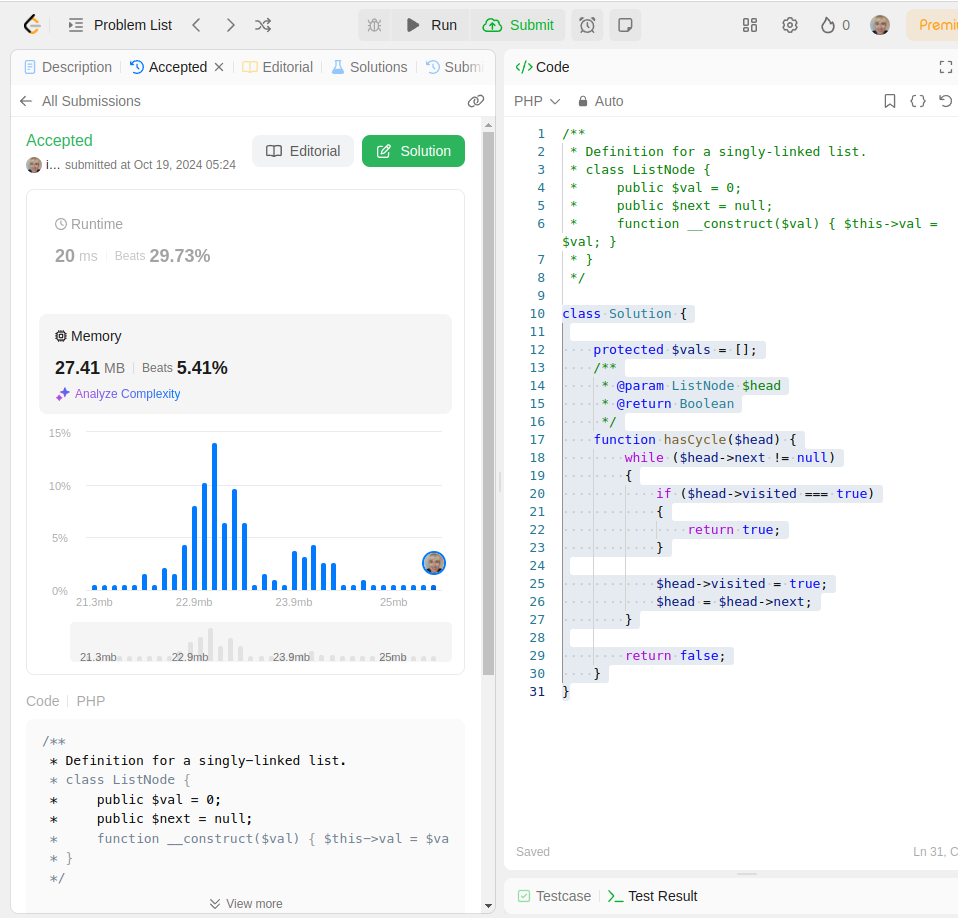 Problem List
Run
Submit
0
Premi
Description
Accepted
Editorial
Solutions
Subm
All Submissions
Accepted
i... submitted at Oct 19, 2024 05:24
Editorial
Solution
Runtime
20 ms
Beats 29.73%
Memory
27.41 MB
Beats 5.41%
Analyze Complexity
15%
10%
5%
0%
21.3mb 22.9mb 23.9mb 25mb
21.3mb 22.9mb 23.9mb 25mb
Code
PHP
/**
* Definition for a singly-linked list.
* class ListNode {
*     public $val = 0;
*     public $next = null;
*     function __construct($val) { $this->val = $va
* }
*/
View more
</> Code
PHP
Auto
1 /**
2  * Definition for a singly-linked list.
3  * class ListNode {
4  *     public $val = 0;
5  *     public $next = null;
6  *     function __construct($val) { $this->val =
$val; }
7  * }
8  */
9
10 class Solution {
11
12     protected $vals = [];
13     /**
14      * @param ListNode $head
15      * @return Boolean
16      */
17     function hasCycle($head) {
18         while ($head->next != null)
19         {
20             if ($head->visited === true)
21             {
22                 return true;
23             }
24
25             $head->visited = true;
26             $head = $head->next;
27         }
28
29         return false;
30     }
31 }
Saved
Ln 31, C
Testcase
Test Result